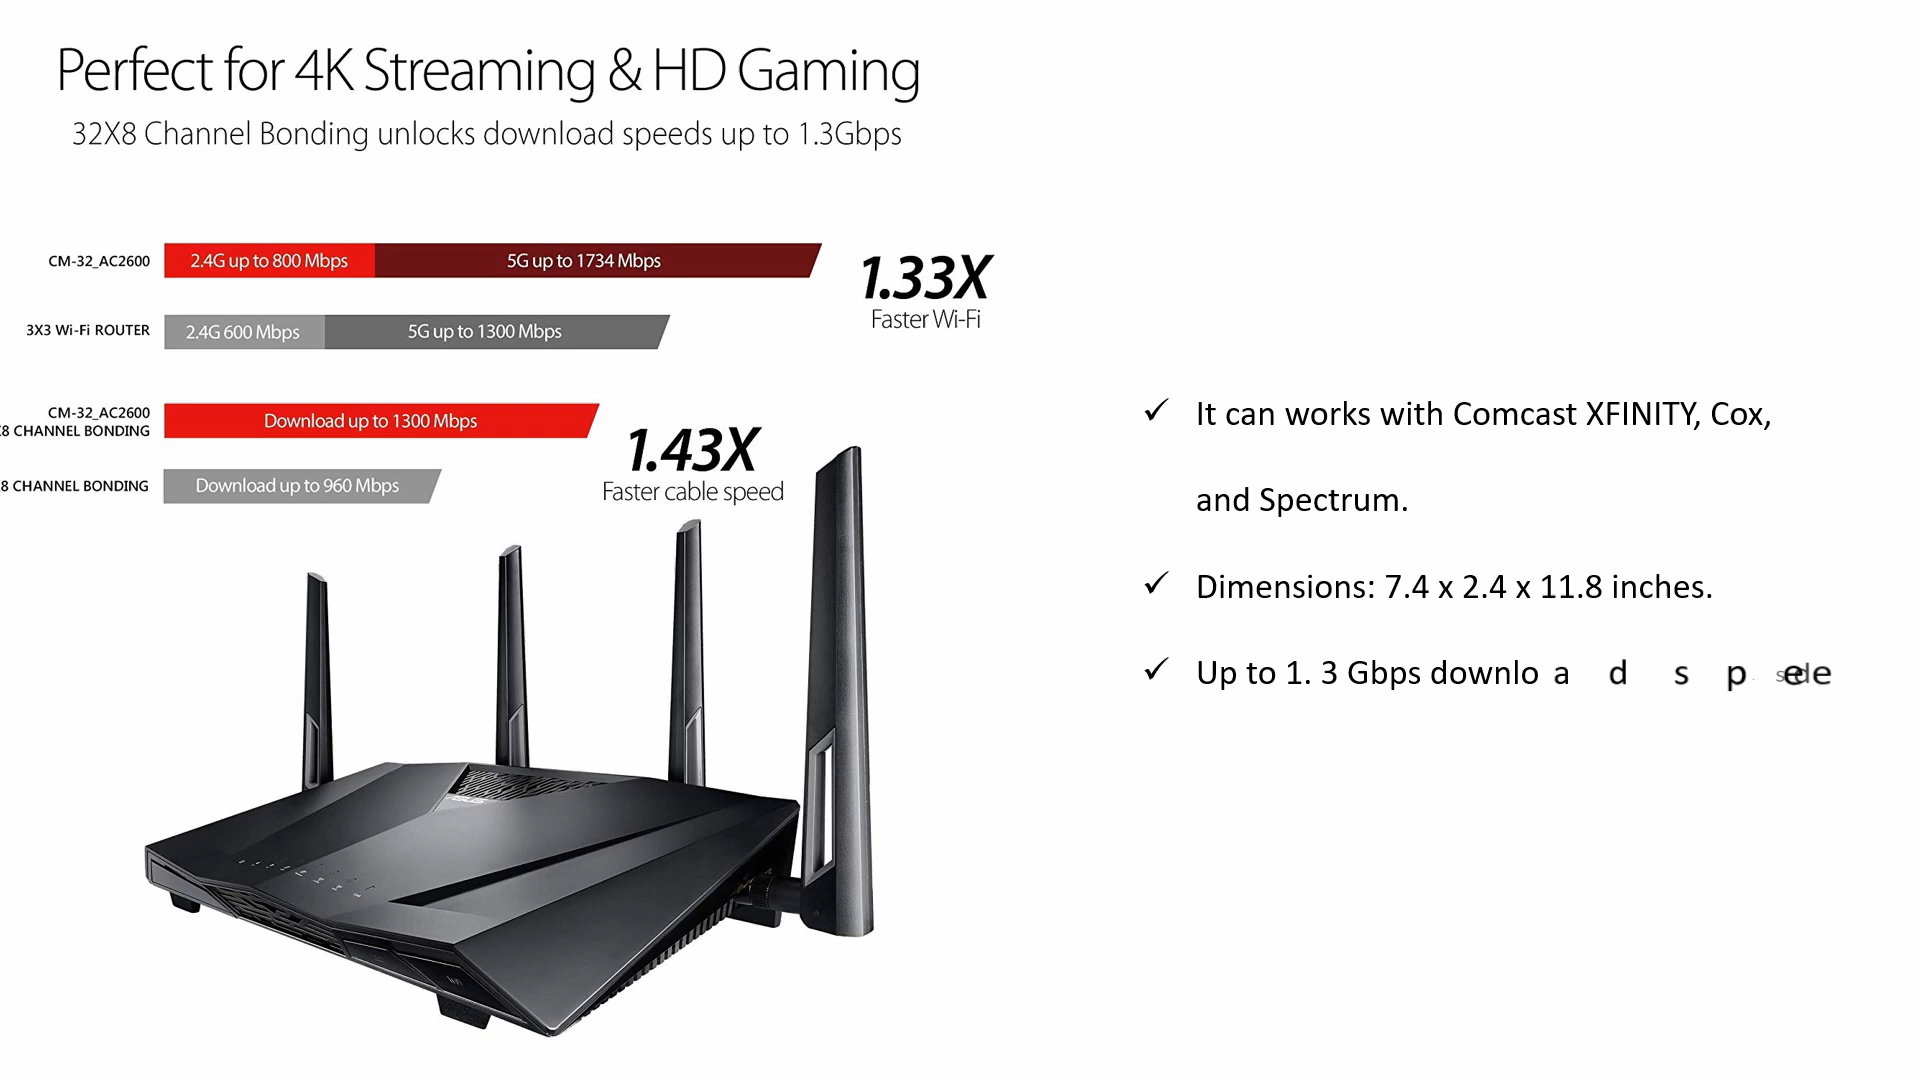 Perfect for 4K Streaming & HD Gaming
32X8 Channel Bonding unlocks download speeds up to 1.3Gbps
CM-32_AC2600
2.4G up to 800 Mbps
5G up to 1734 Mbps
1.33X
Faster Wi-Fi
3X3 Wi-Fi ROUTER
2.4G 600 Mbps
5G up to 1300 Mbps
CM-32_AC2600
X8 CHANNEL BONDING
Download up to 1300 Mbps
1.43X
Faster cable speed
X8 CHANNEL BONDING
Download up to 960 Mbps
✓ It can works with Comcast XFINITY, Cox,
and Spectrum.
✓ Dimensions: 7.4 x 2.4 x 11.8 inches.
✓ Up to 1. 3 Gbps downlo a d s p
WiFi